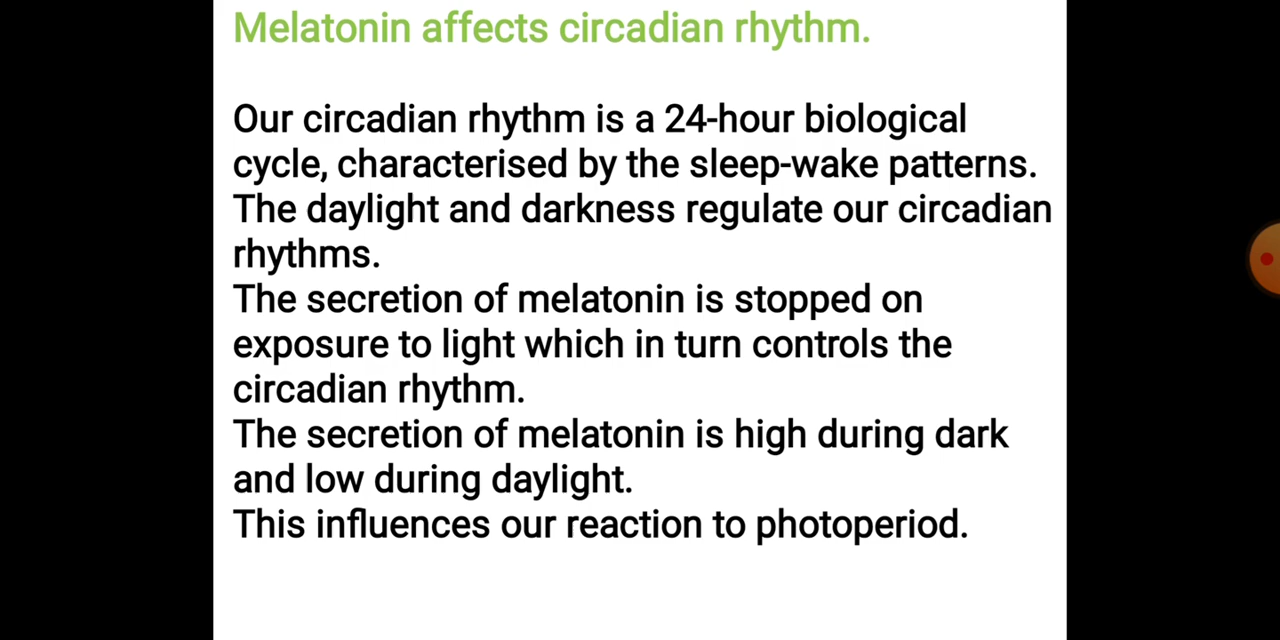 Melatonin affects circadian rhythm.
Our circadian rhythm is a 24-hour biological
cycle, characterised by the sleep-wake patterns.
The daylight and darkness regulate our circadian
rhythms.
The secretion of melatonin is stopped on
exposure to light which in turn controls the
circadian rhythm.
The secretion of melatonin is high during dark
and low during daylight.
This influences our reaction to photoperiod.